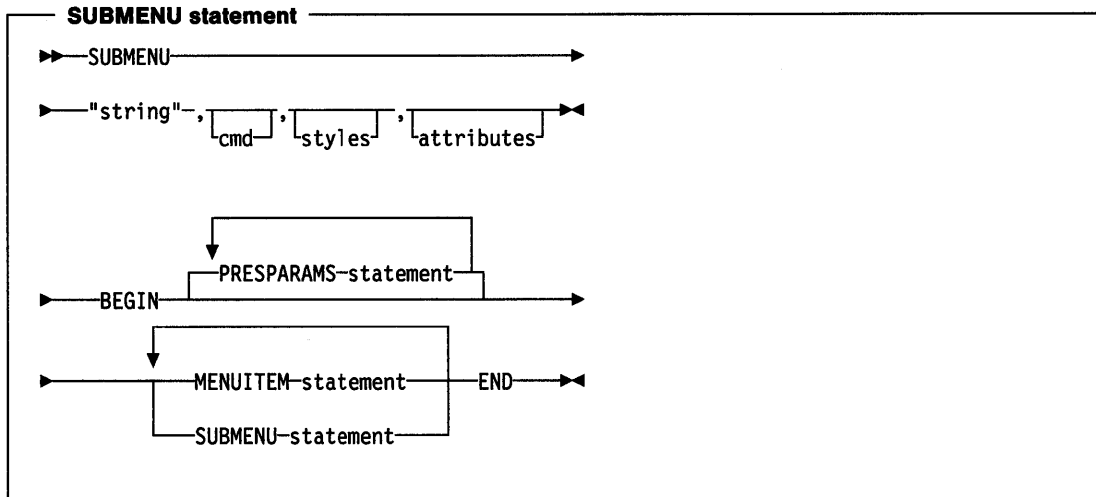 SUBMENU statement
SUBMENU
"string" , , ,
cmd styles attributes
PRESPARAMS statement
BEGIN
MENUITEM statement END
SUBMENU statement